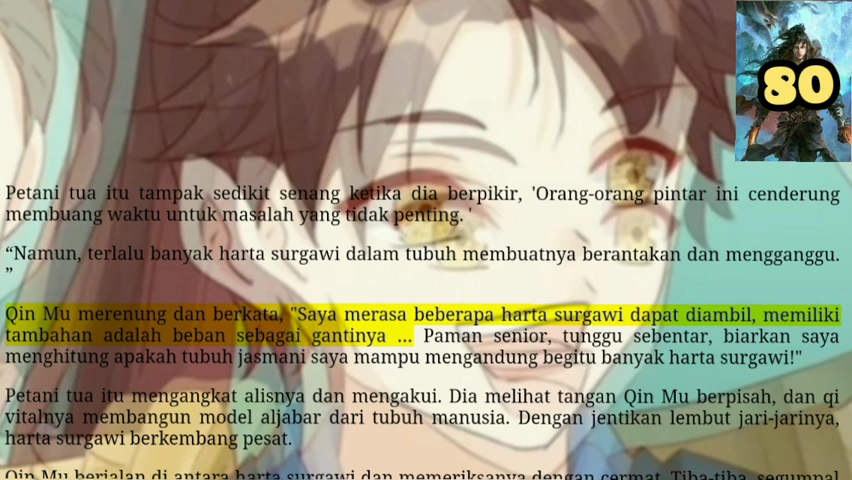 80
Petani tua itu tampak sedikit senang ketika dia berpikir, 'Orang-orang pintar ini cenderung
membuang waktu untuk masalah yang tidak penting. '
“Namun, terlalu banyak harta surgawi dalam tubuh membuatnya berantakan dan mengganggu.
”
Qin Mu merenung dan berkata, "Saya merasa beberapa harta surgawi dapat diambil, memiliki
tambahan adalah beban sebagai gantinya ... Paman senior, tunggu sebentar, biarkan saya
menghitung apakah tubuh jasmani saya mampu mengandung begitu banyak harta surgawi!"
Petani tua itu mengangkat alisnya dan mengakui. Dia melihat tangan Qin Mu berpisah, dan qi
vitalnya membangun model aljabar dari tubuh manusia. Dengan jentikan lembut jari-jarinya,
harta surgawi berkembang pesat.
Qin Mu berjalan di antara harta surgawi dan memeriksanya dengan cermat. Tiba-tiba, segumpal